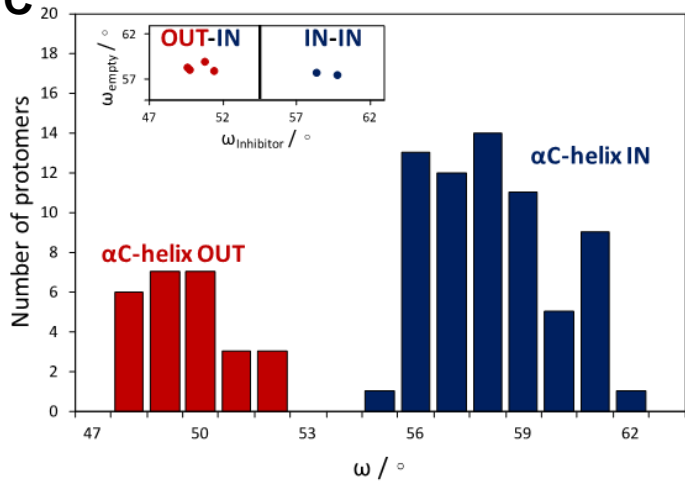 C
20
18
16
14
12
10
8
6
4
2
0
Number of protomers
62
57
ωempty / °
OUT-IN
IN-IN
47
52
57
62
ωInhibitor / °
αC-helix OUT
αC-helix IN
47
50
53
56
59
62
ω / °